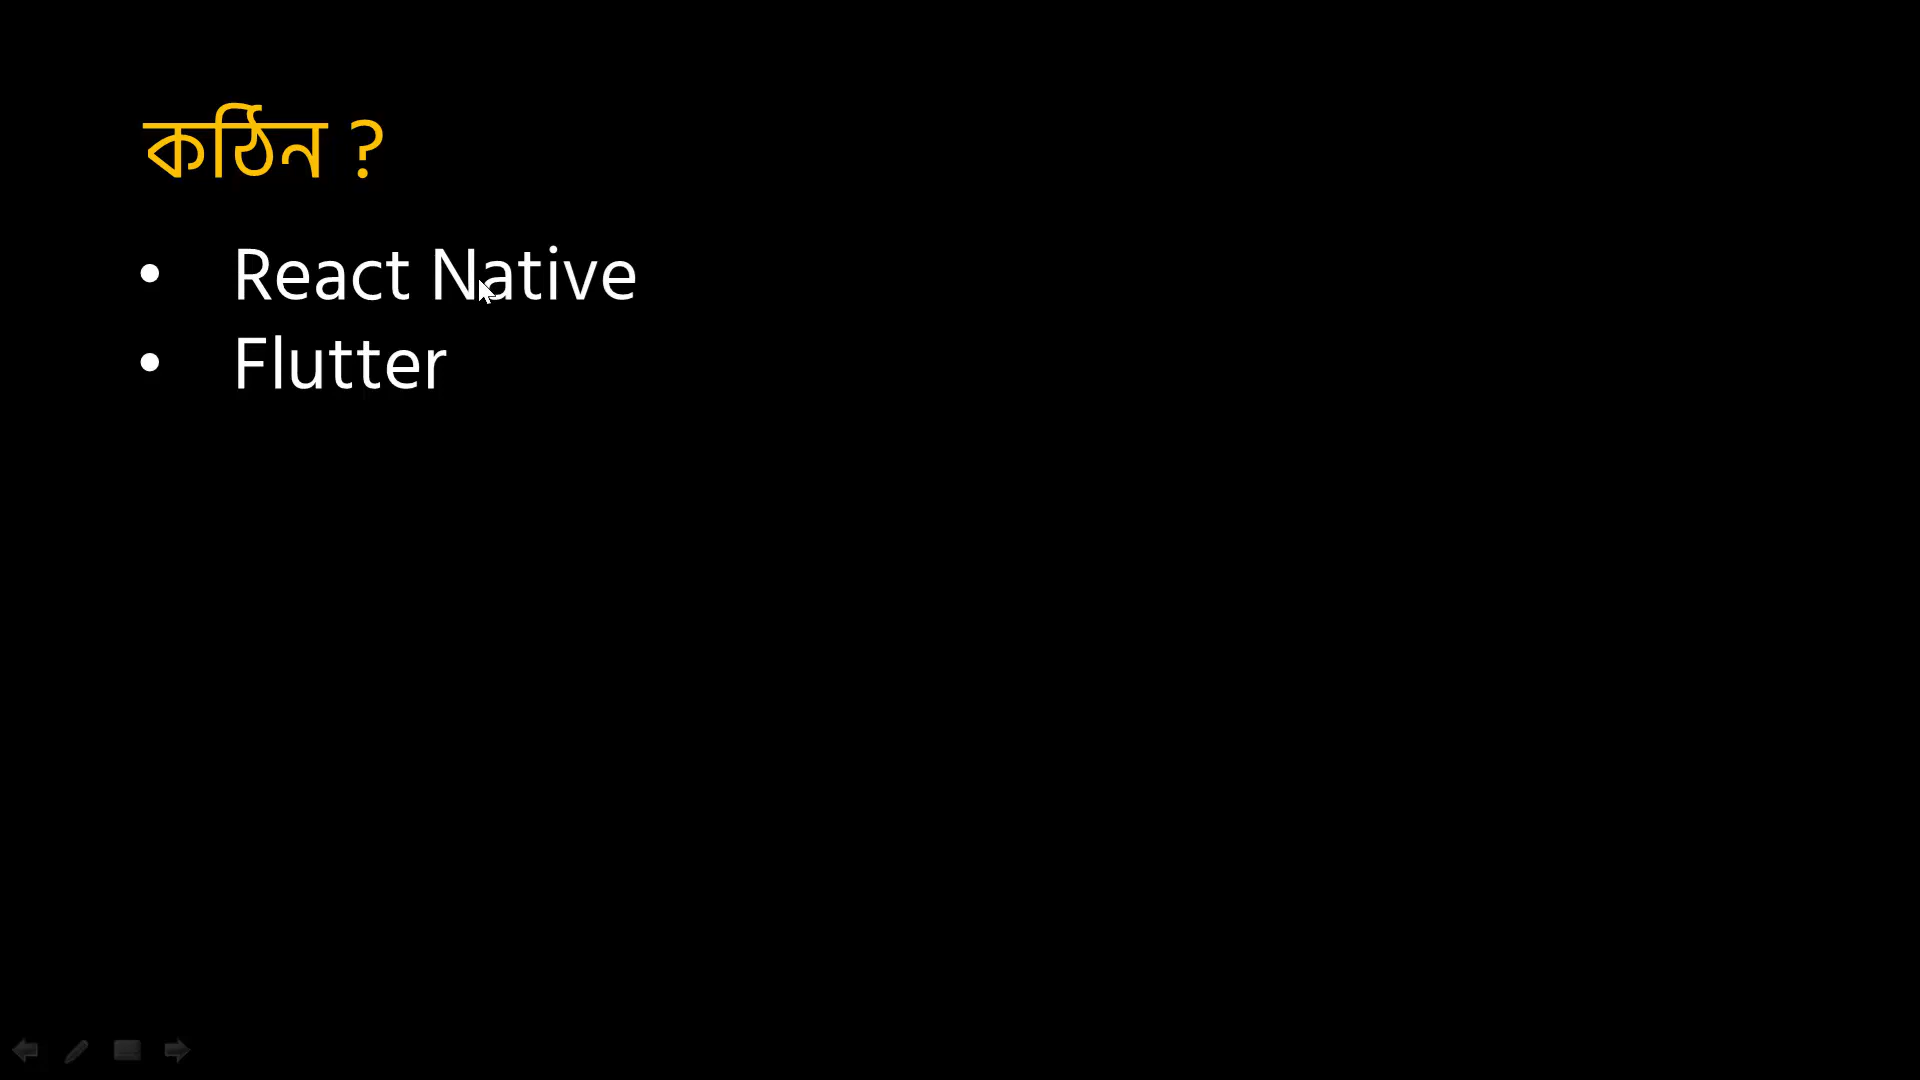 কঠিন ?
• React Native
• Flutter